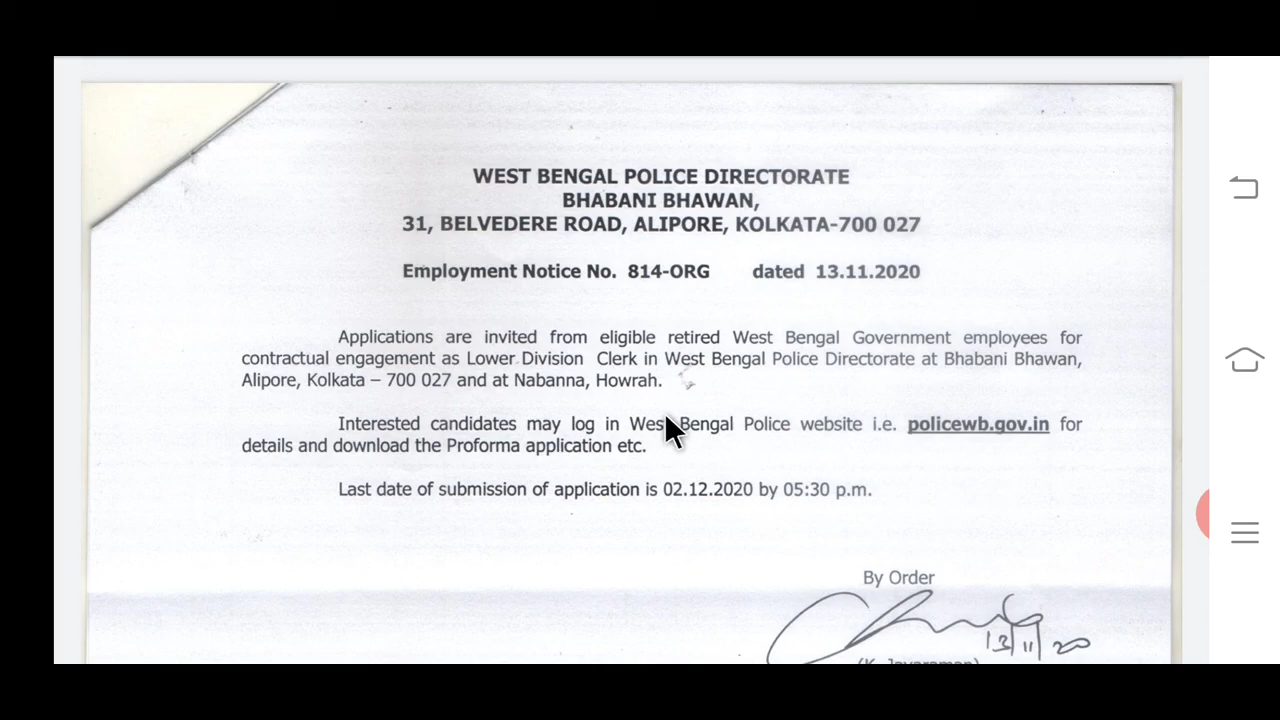 WEST BENGAL POLICE DIRECTORATE
BHABANI BHAWAN,
31, BELVEDERE ROAD, ALIPORE, KOLKATA-700 027
Employment Notice No. 814-ORG dated 13.11.2020
Applications are invited from eligible retired West Bengal Government employees for
contractual engagement as Lower Division Clerk in West Bengal Police Directorate at Bhabani Bhawan,
Alipore, Kolkata – 700 027 and at Nabanna, Howrah.
Interested candidates may log in West Bengal Police website i.e. policewb.gov.in for
details and download the Proforma application etc.
Last date of submission of application is 02.12.2020 by 05:30 p.m.
By Order
13/11/20